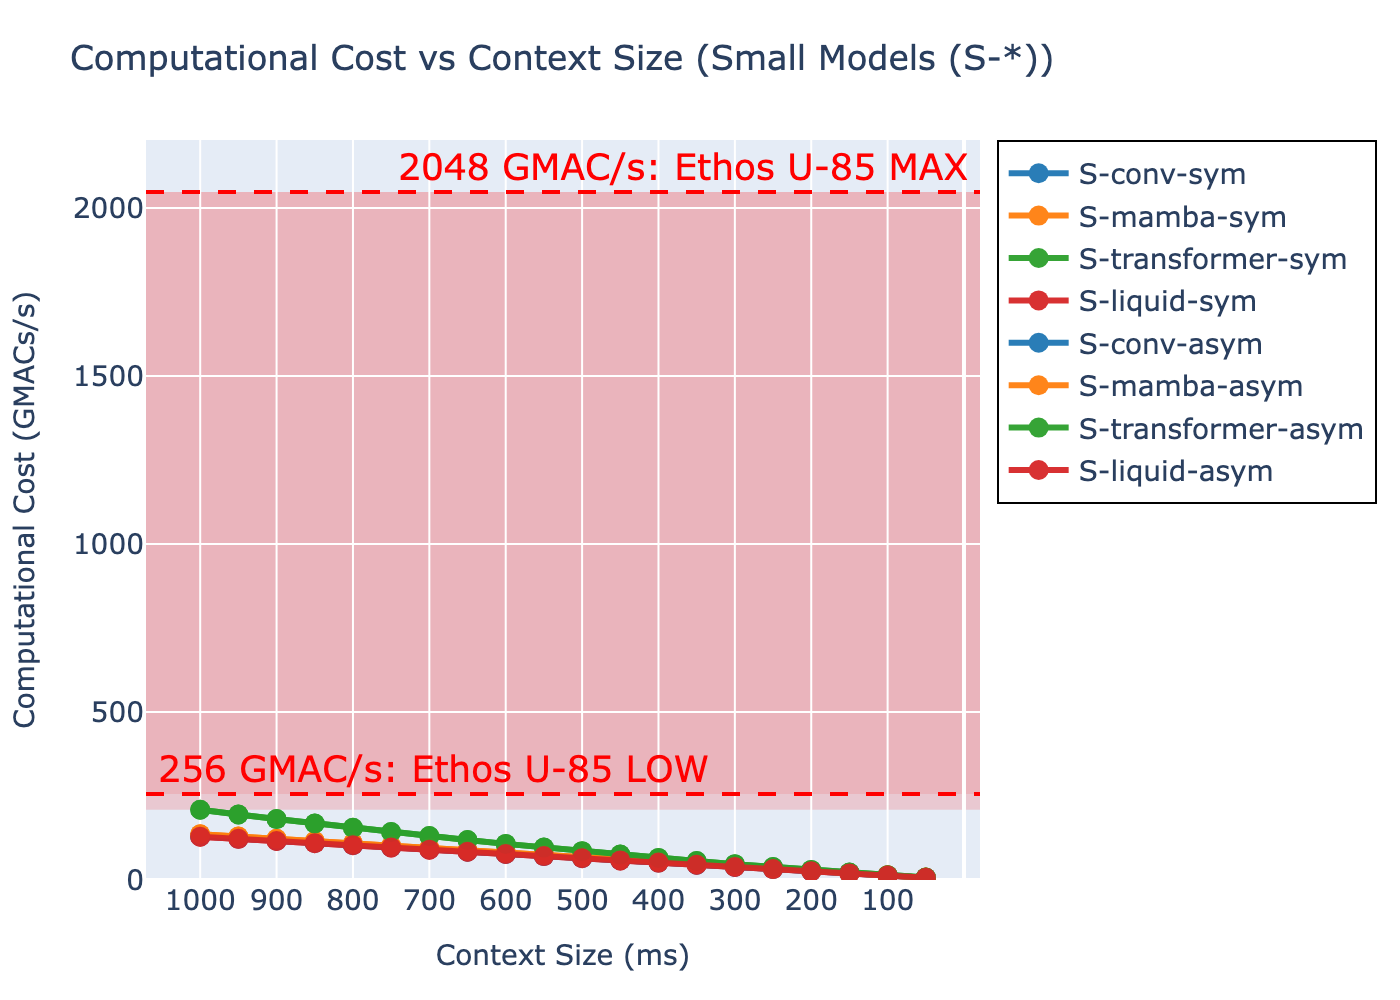 Computational Cost vs Context Size (Small Models (S-*))
2048 GMAC/s: Ethos U-85 MAX
256 GMAC/s: Ethos U-85 LOW
Computational Cost (GMACs/s)
2000
1500
1000
500
0
1000 900 800 700 600 500 400 300 200 100
Context Size (ms)
S-conv-sym
S-mamba-sym
S-transformer-sym
S-liquid-sym
S-conv-asym
S-mamba-asym
S-transformer-asym
S-liquid-asym